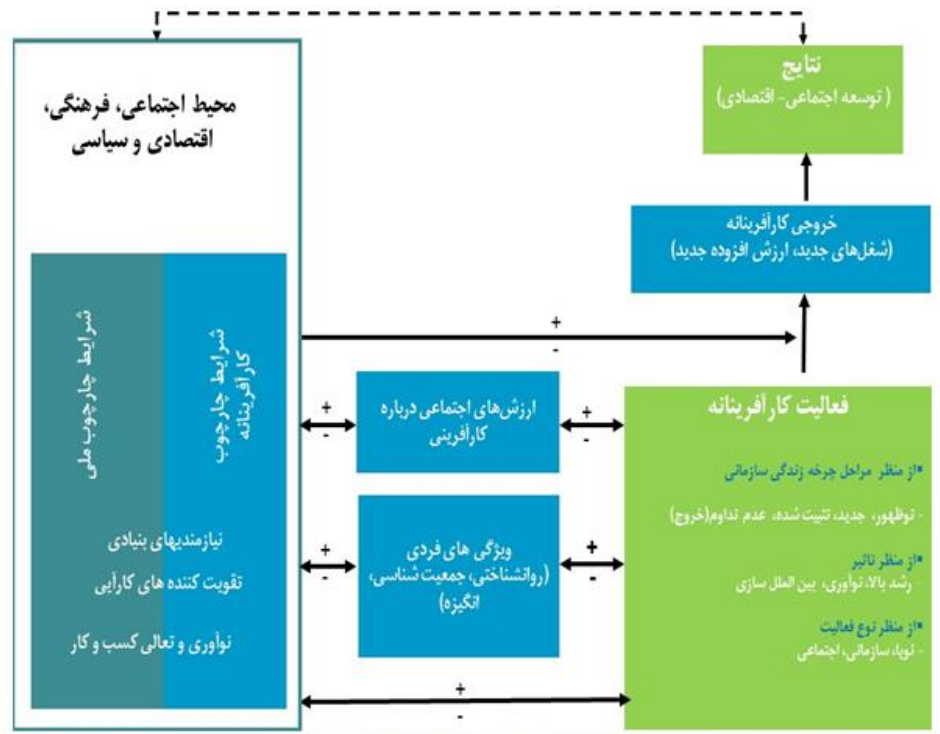 محیط اجتماعی، فرهنگی،
اقتصادی و سیاسی
شرایط چارچوب ملی
شرایط چارچوب
کارآفرینانه
نیازمندیهای بنیادی
تقویت کننده های کارآیی
نوآوری و تعالی کسب و کار
نتایج
( توسعه اجتماعی- اقتصادی)
خروجی کارآفرینانه
(شغل‌های جدید، ارزش افزوده جدید)
+
-
+
-
ارزش‌های اجتماعی درباره
کارآفرینی
+
-
+
-
ویژگی های فردی
(روانشناختی، جمعیت شناسی،
انگیزه)
+
-
+
-
فعالیت کارآفرینانه
▪از منظر مراحل چرخه زندگی سازمانی
- نوظهور، جدید، تثبیت شده، عدم تداوم(خروج)
▪از منظر تاثیر
- رشد بالا، نوآوری، بین الملل سازی
▪از منظر نوع فعالیت
- نوپا، سازمانی، اجتماعی